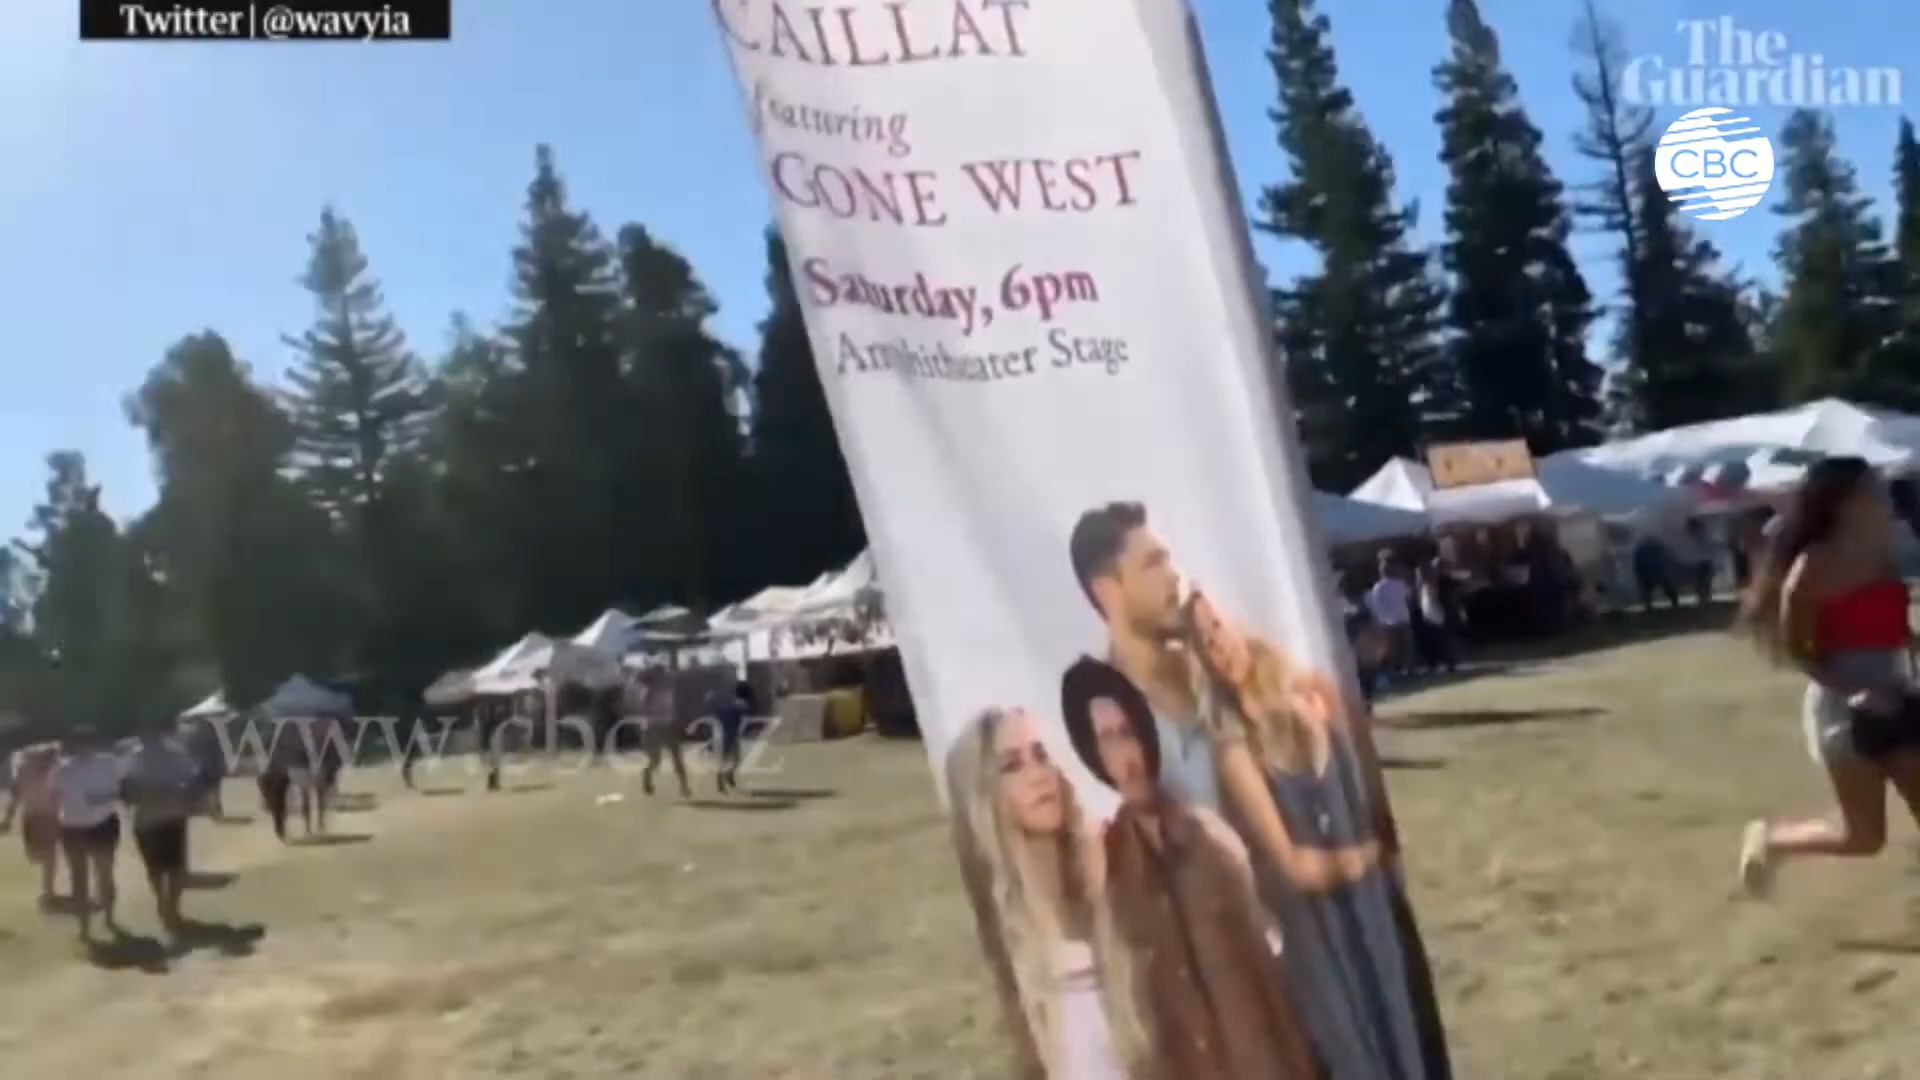 Twitter | @wavyia
The
Guardian
CBC
CAILLAT
featuring
GONE WEST
Saturday, 6pm
Amphitheater Stage
www.cbc.az